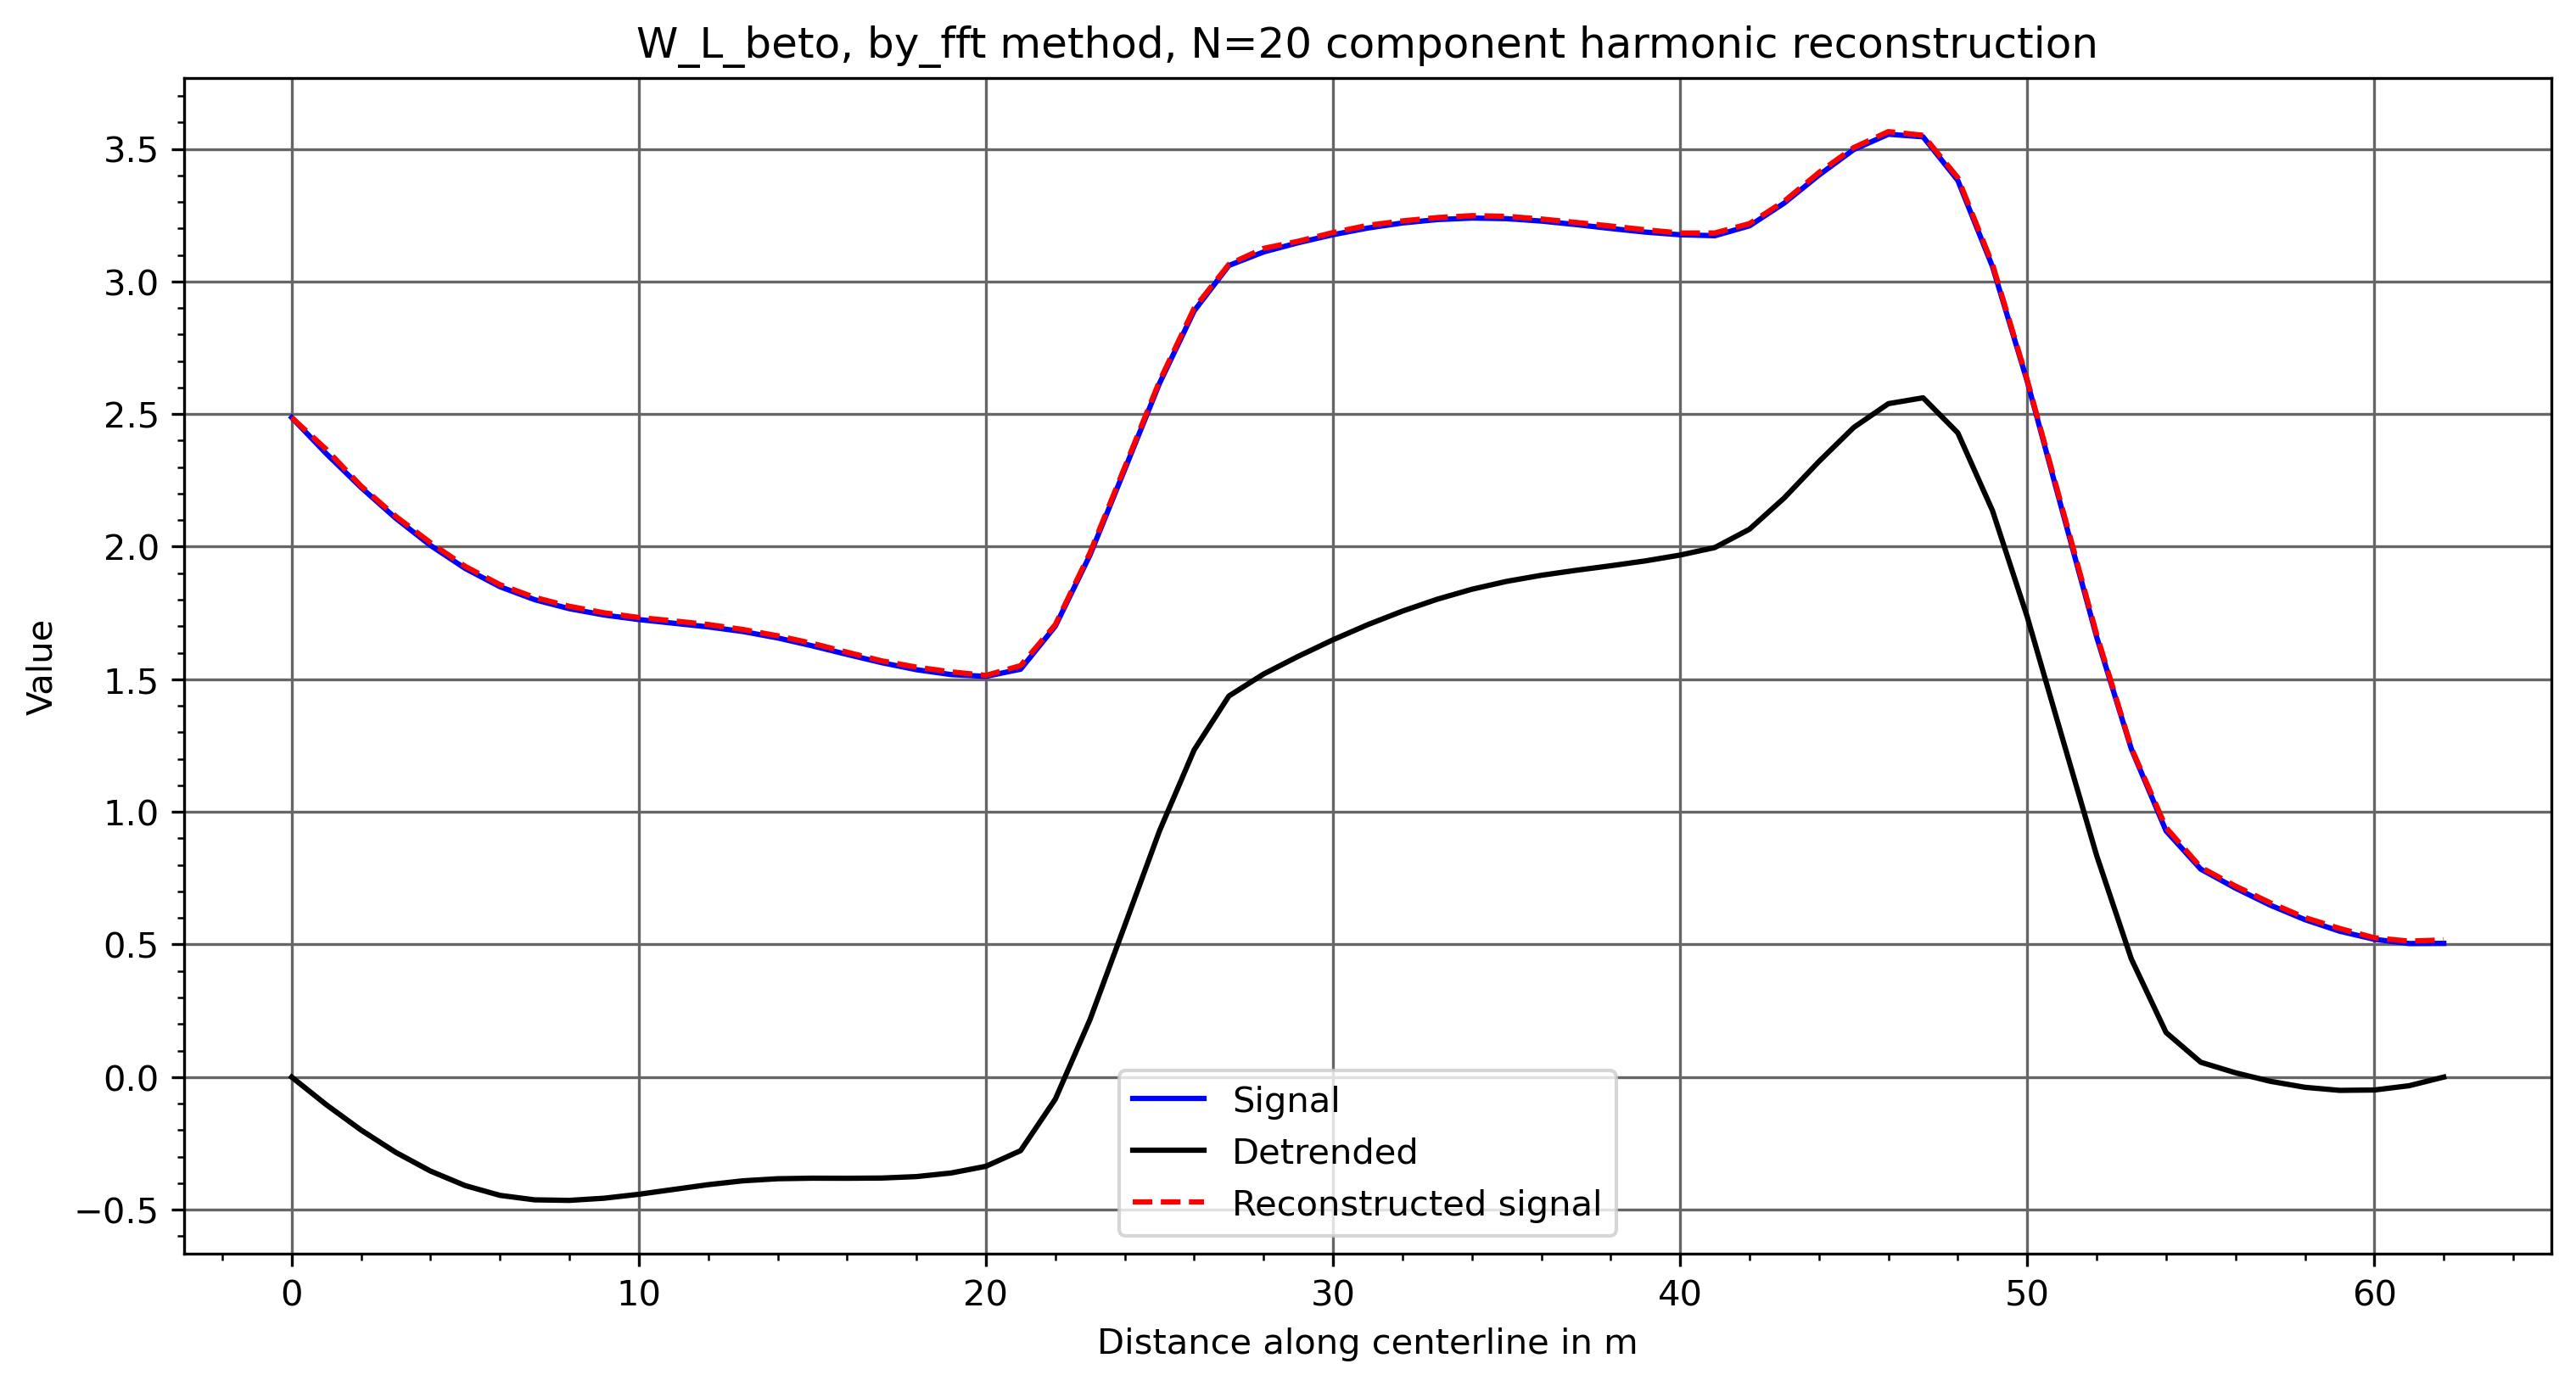 W_L_beto, by_fft method, N=20 component harmonic reconstruction
3.5
3.0
2.5
2.0
1.5
1.0
0.5
0.0
−0.5
Value
Signal
Detrended
Reconstructed signal
0 10 20 30 40 50 60
Distance along centerline in m